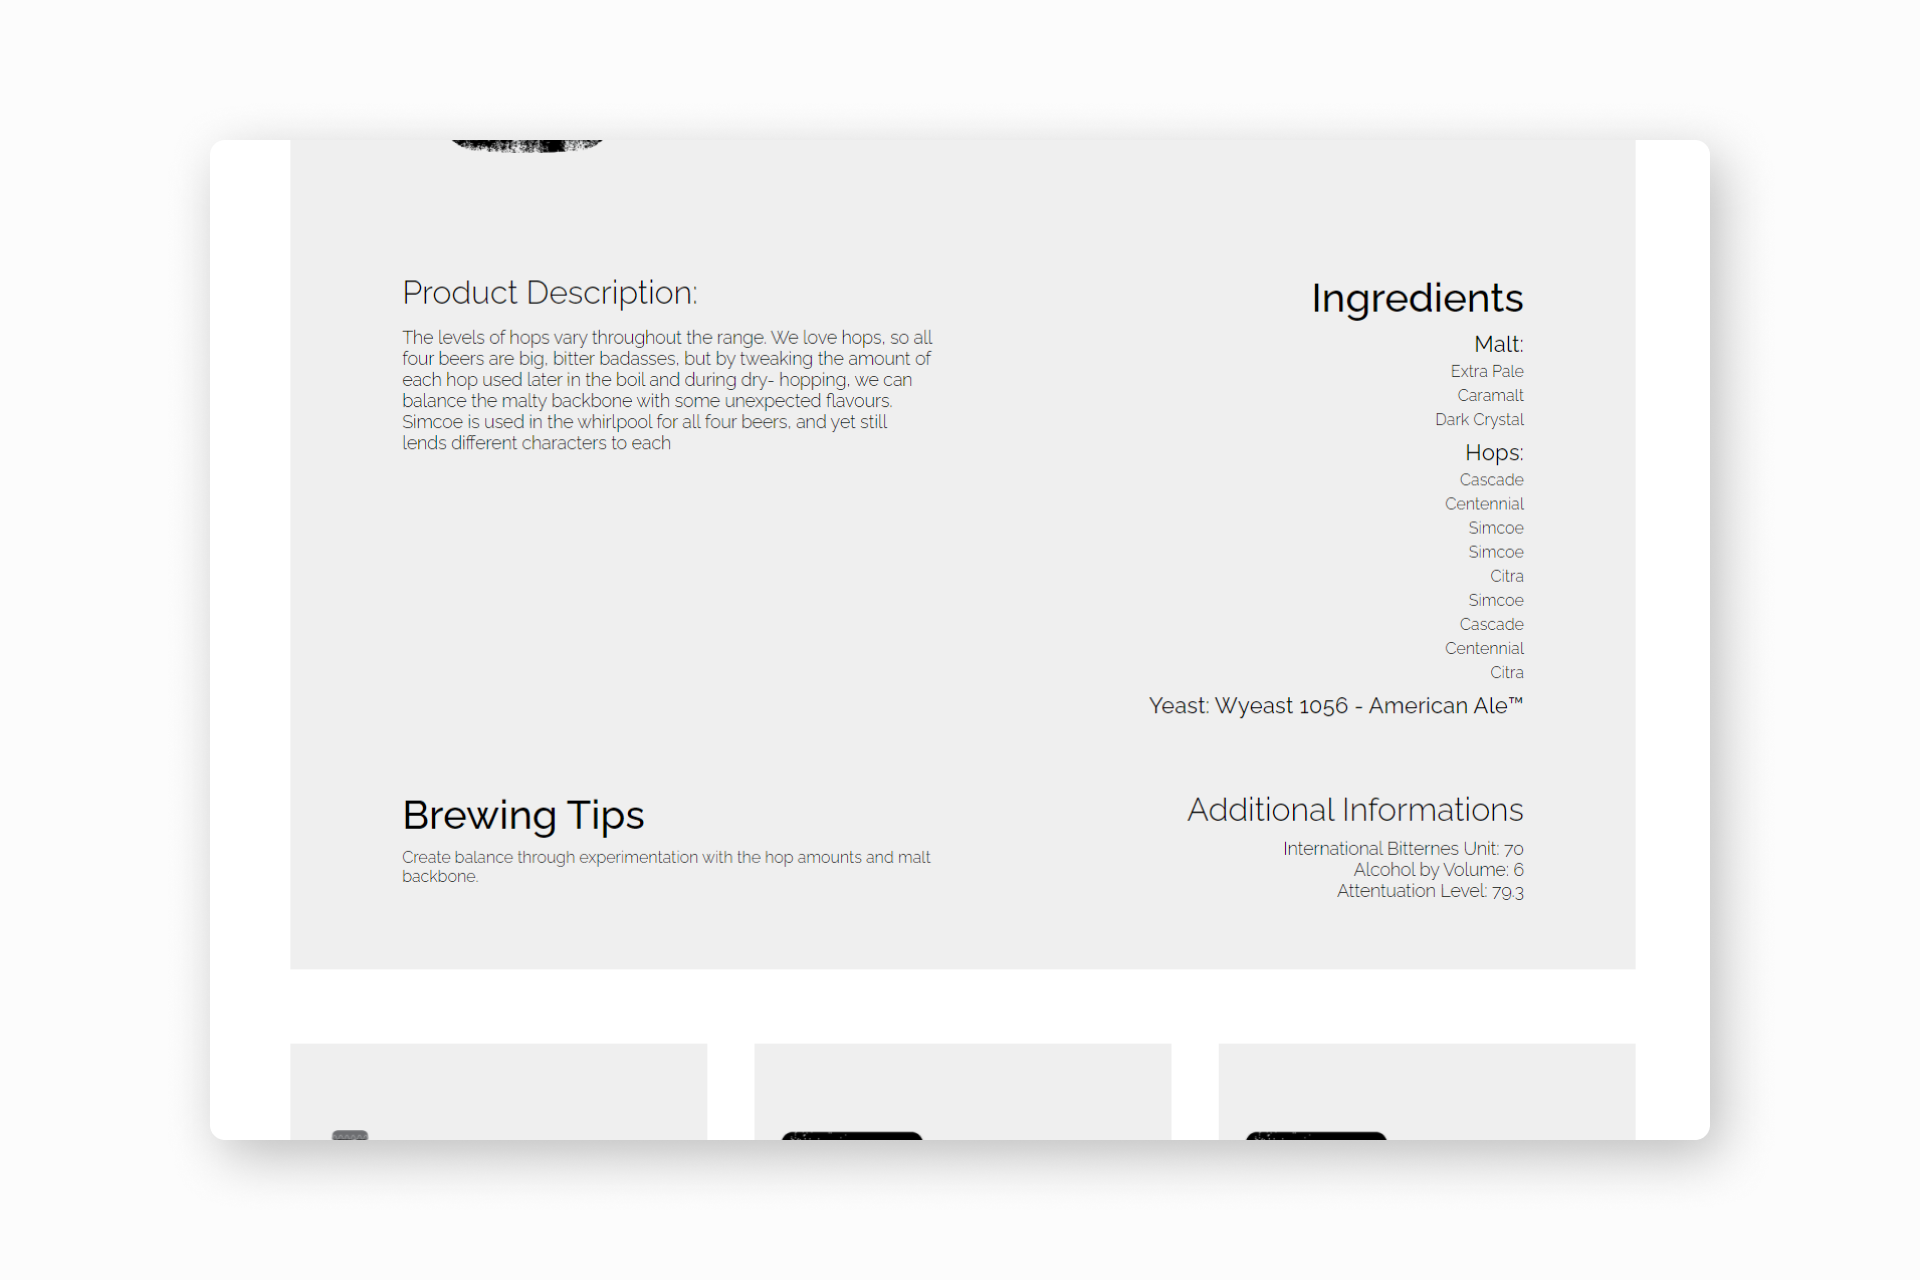 Product Description:
The levels of hops vary throughout the range. We love hops, so all
four beers are big, bitter badasses, but by tweaking the amount of
each hop used later in the boil and during dry- hopping, we can
balance the malty backbone with some unexpected flavours.
Simcoe is used in the whirlpool for all four beers, and yet still
lends different characters to each
Ingredients
Malt:
Extra Pale
Caramalt
Dark Crystal
Hops:
Cascade
Centennial
Simcoe
Simcoe
Citra
Simcoe
Cascade
Centennial
Citra
Yeast: Wyeast 1056 - American Ale™
Brewing Tips
Create balance through experimentation with the hop amounts and malt
backbone.
Additional Informations
International Bitternes Unit: 70
Alcohol by Volume: 6
Attentuation Level: 79.3